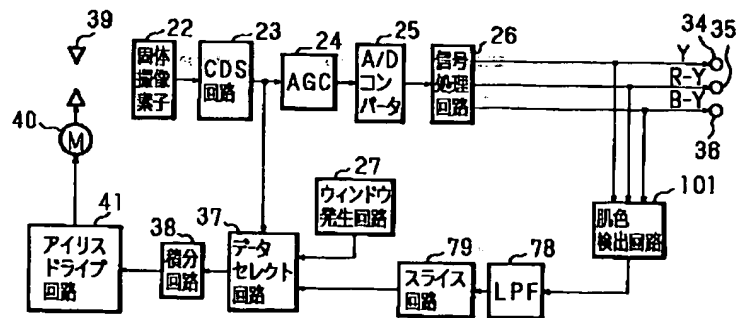 39
22
固体
撮像
素子
23
CDS
回路
24
AGC
25
A/D
コン
バータ
26
信号
処理
回路
Y
R-Y
B-Y
34
35
36
40
M
41
アイリス
ドライブ
回路
38
積分
回路
37
データ
セレクト
回路
27
ウィンドウ
発生回路
79
スライス
回路
78
LPF
101
肌色
検出回路